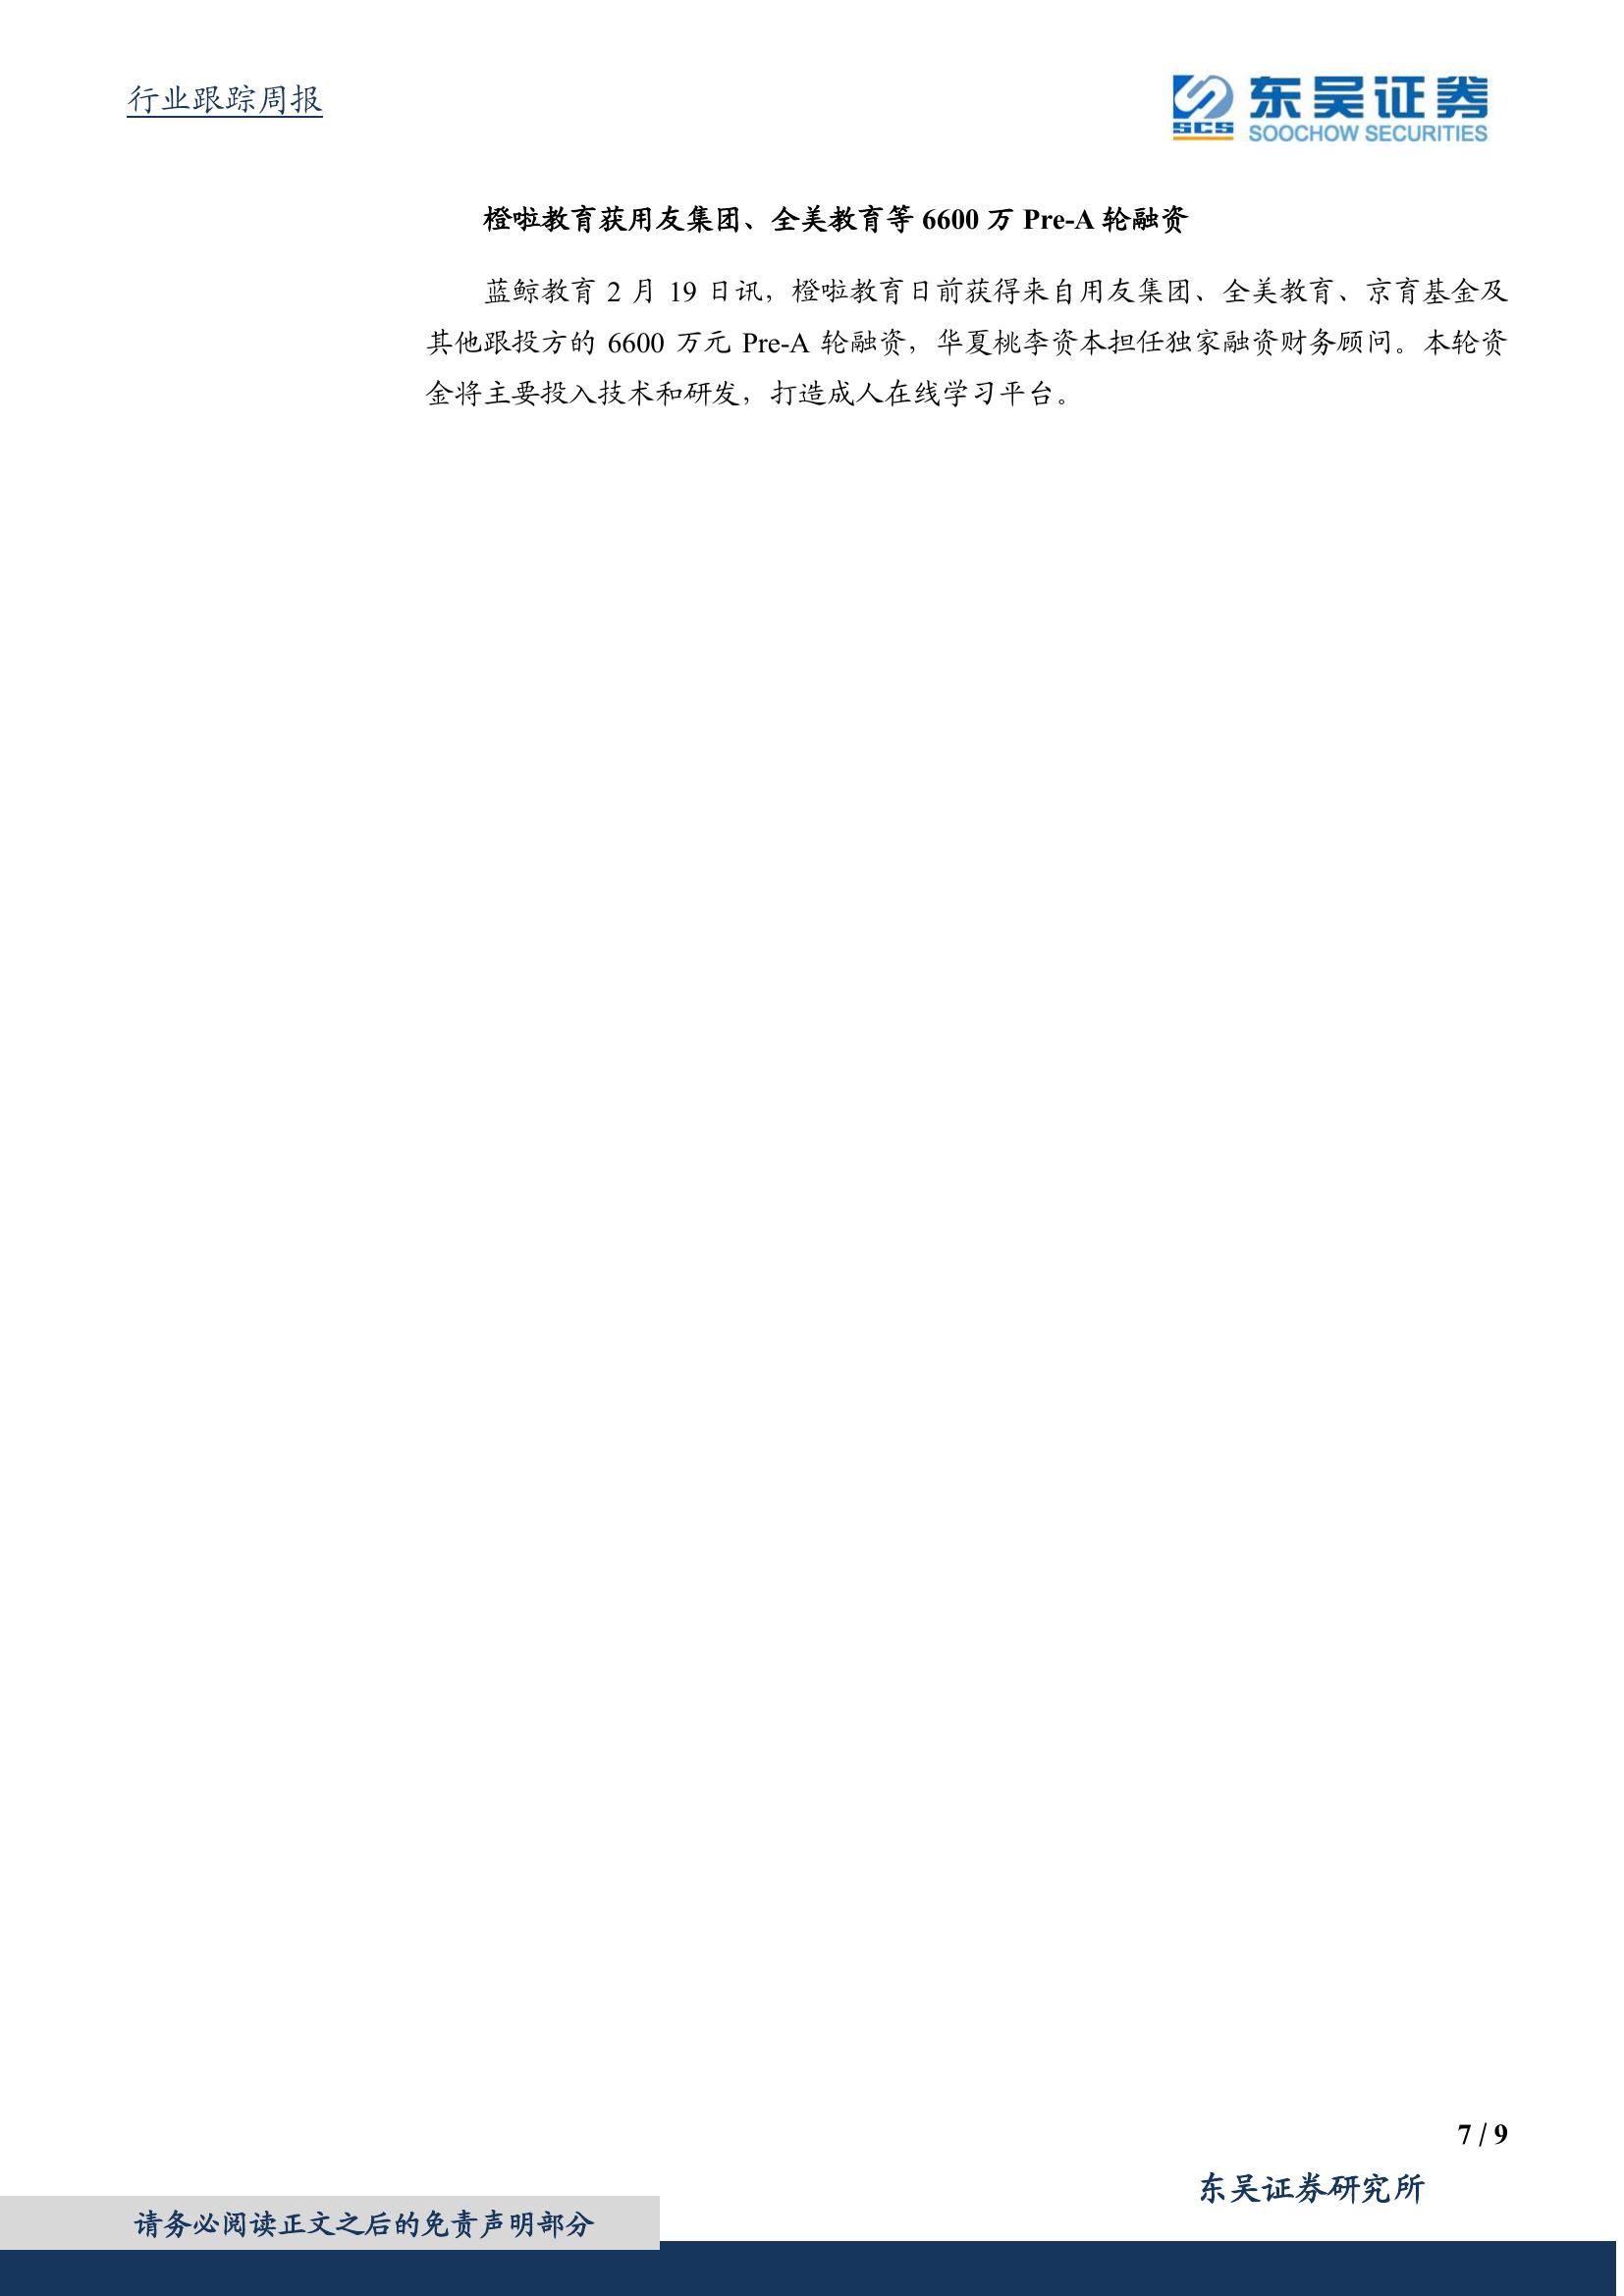 行业跟踪周报
SCS
东吴证券
SOOCHOW SECURITIES
橙啦教育获用友集团、全美教育等 6600 万 Pre-A 轮融资
蓝鲸教育 2 月 19 日讯，橙啦教育日前获得来自用友集团、全美教育、京育基金及
其他跟投方的 6600 万元 Pre-A 轮融资，华夏桃李资本担任独家融资财务顾问。本轮资
金将主要投入技术和研发，打造成人在线学习平台。
7 / 9
东吴证券研究所
请务必阅读正文之后的免责声明部分